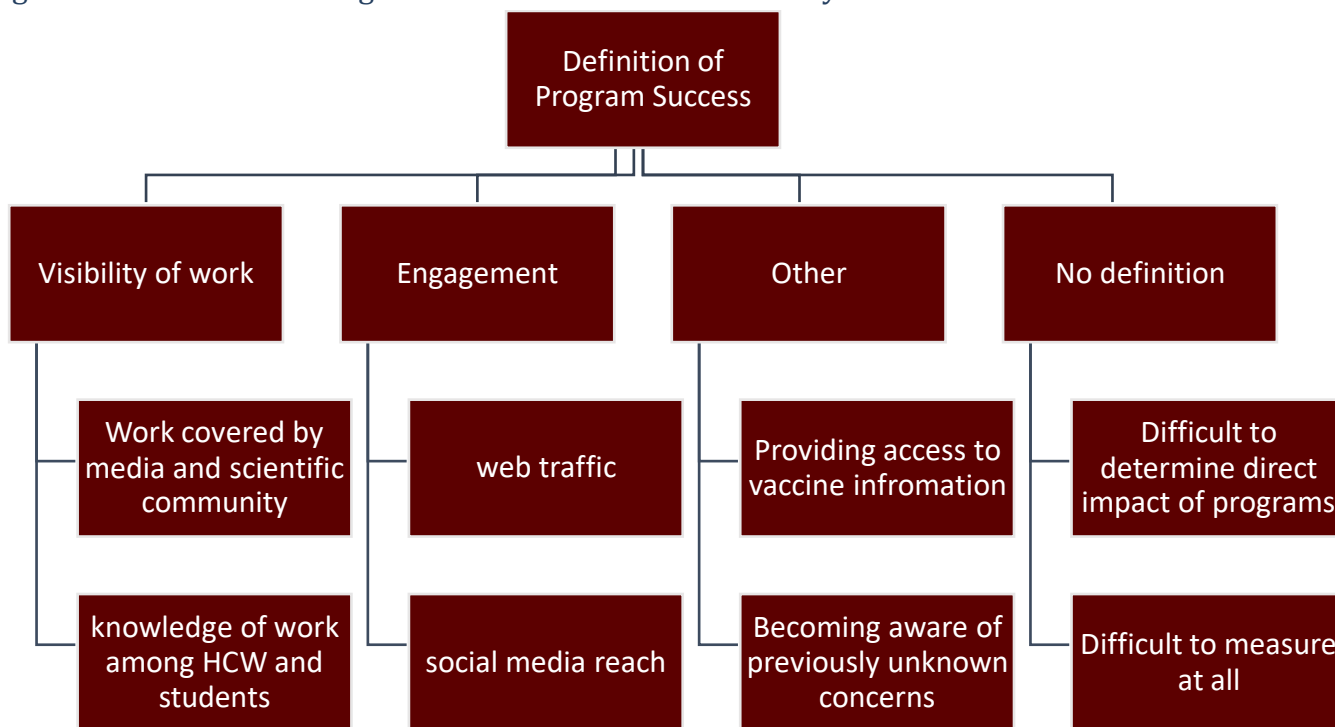 Definition of
Program Success
Visibility of work
Engagement
Other
No definition
Work covered by
media and scientific
community
web traffic
Providing access to
vaccine infromation
Difficult to
determine direct
impact of programs
knowledge of work
among HCW and
students
social media reach
Becoming aware of
previously unknown
concerns
Difficult to measure
at all